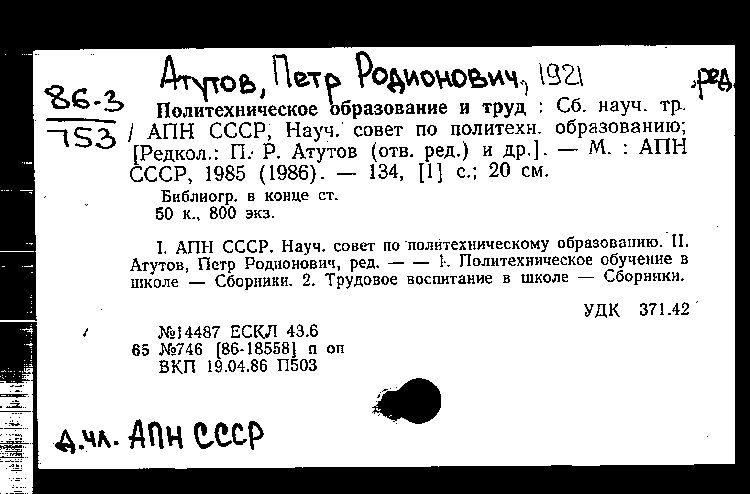 Атутов, Петр Родионович, 1921 ред.
86-3
753
Политехническое образование и труд : Сб. науч. тр.
/ АПН СССР, Науч. совет по политехн. образованию;
[Редкол.: П. Р. Атутов (отв. ред.) и др.]. — М. : АПН
СССР, 1985 (1986). — 134, [1] с.; 20 см.
Библиогр. в конце ст.
50 к., 800 экз.
I. АПН СССР. Науч. совет по политехническому образованию. II.
Атутов, Петр Родионович, ред. — — 1. Политехническое обучение в
школе — Сборники. 2. Трудовое воспитание в школе — Сборники.
УДК 371.42
№14487 ЕСКЛ 43.6
65 №746 [86-18558] п оп
ВКП 19.04.86 П503
д.чл. АПН СССР